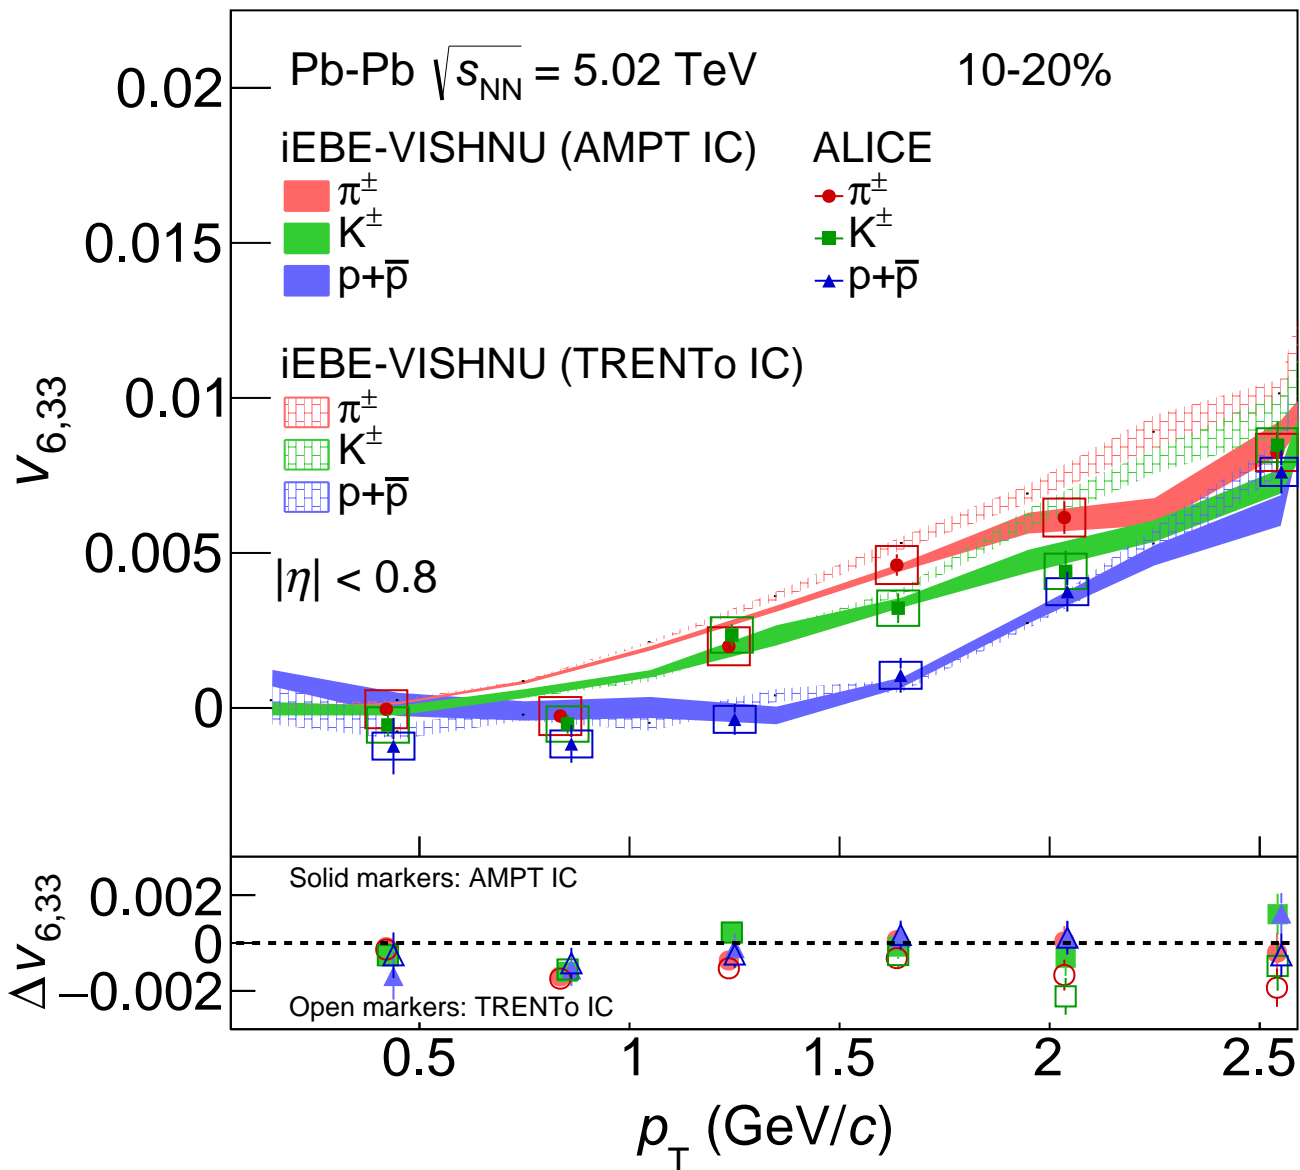 Pb-Pb √sNN = 5.02 TeV 10-20%
iEBE-VISHNU (AMPT IC) ALICE
π± π±
K± K±
p+p̅ p+p̅
iEBE-VISHNU (TRENTo IC)
π±
K±
p+p̅
|η| < 0.8
v6,33
0.02
0.015
0.01
0.005
0
Solid markers: AMPT IC
Open markers: TRENTo IC
Δv6,33
0.002
0
−0.002
0.5 1 1.5 2 2.5
pT (GeV/c)